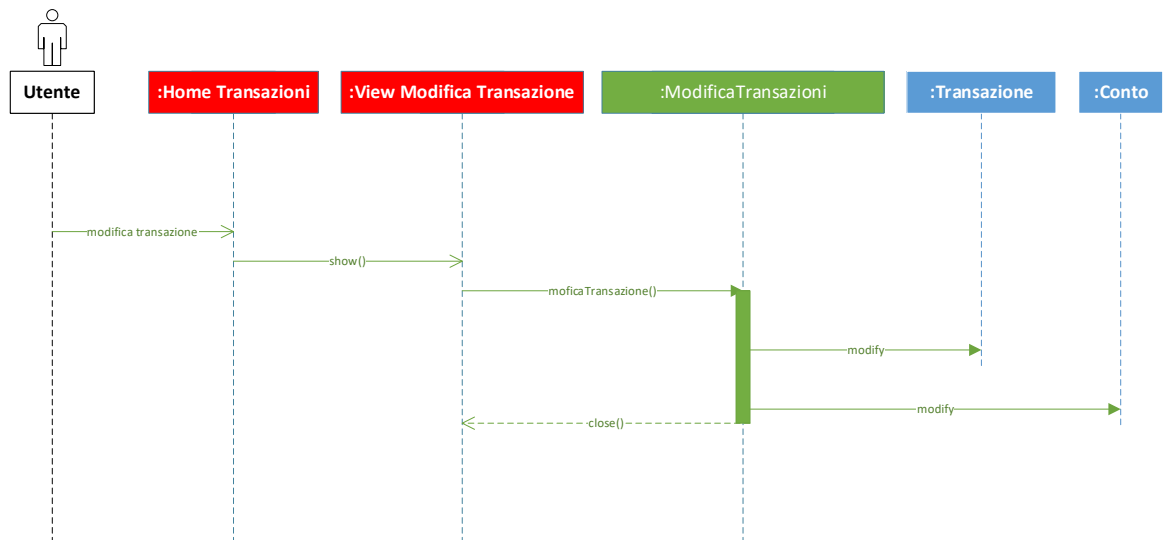 Utente
:Home Transazioni
:View Modifica Transazione
:ModificaTransazioni
:Transazione
:Conto
modifica transazione
show()
moficaTransazione()
modify
modify
close()